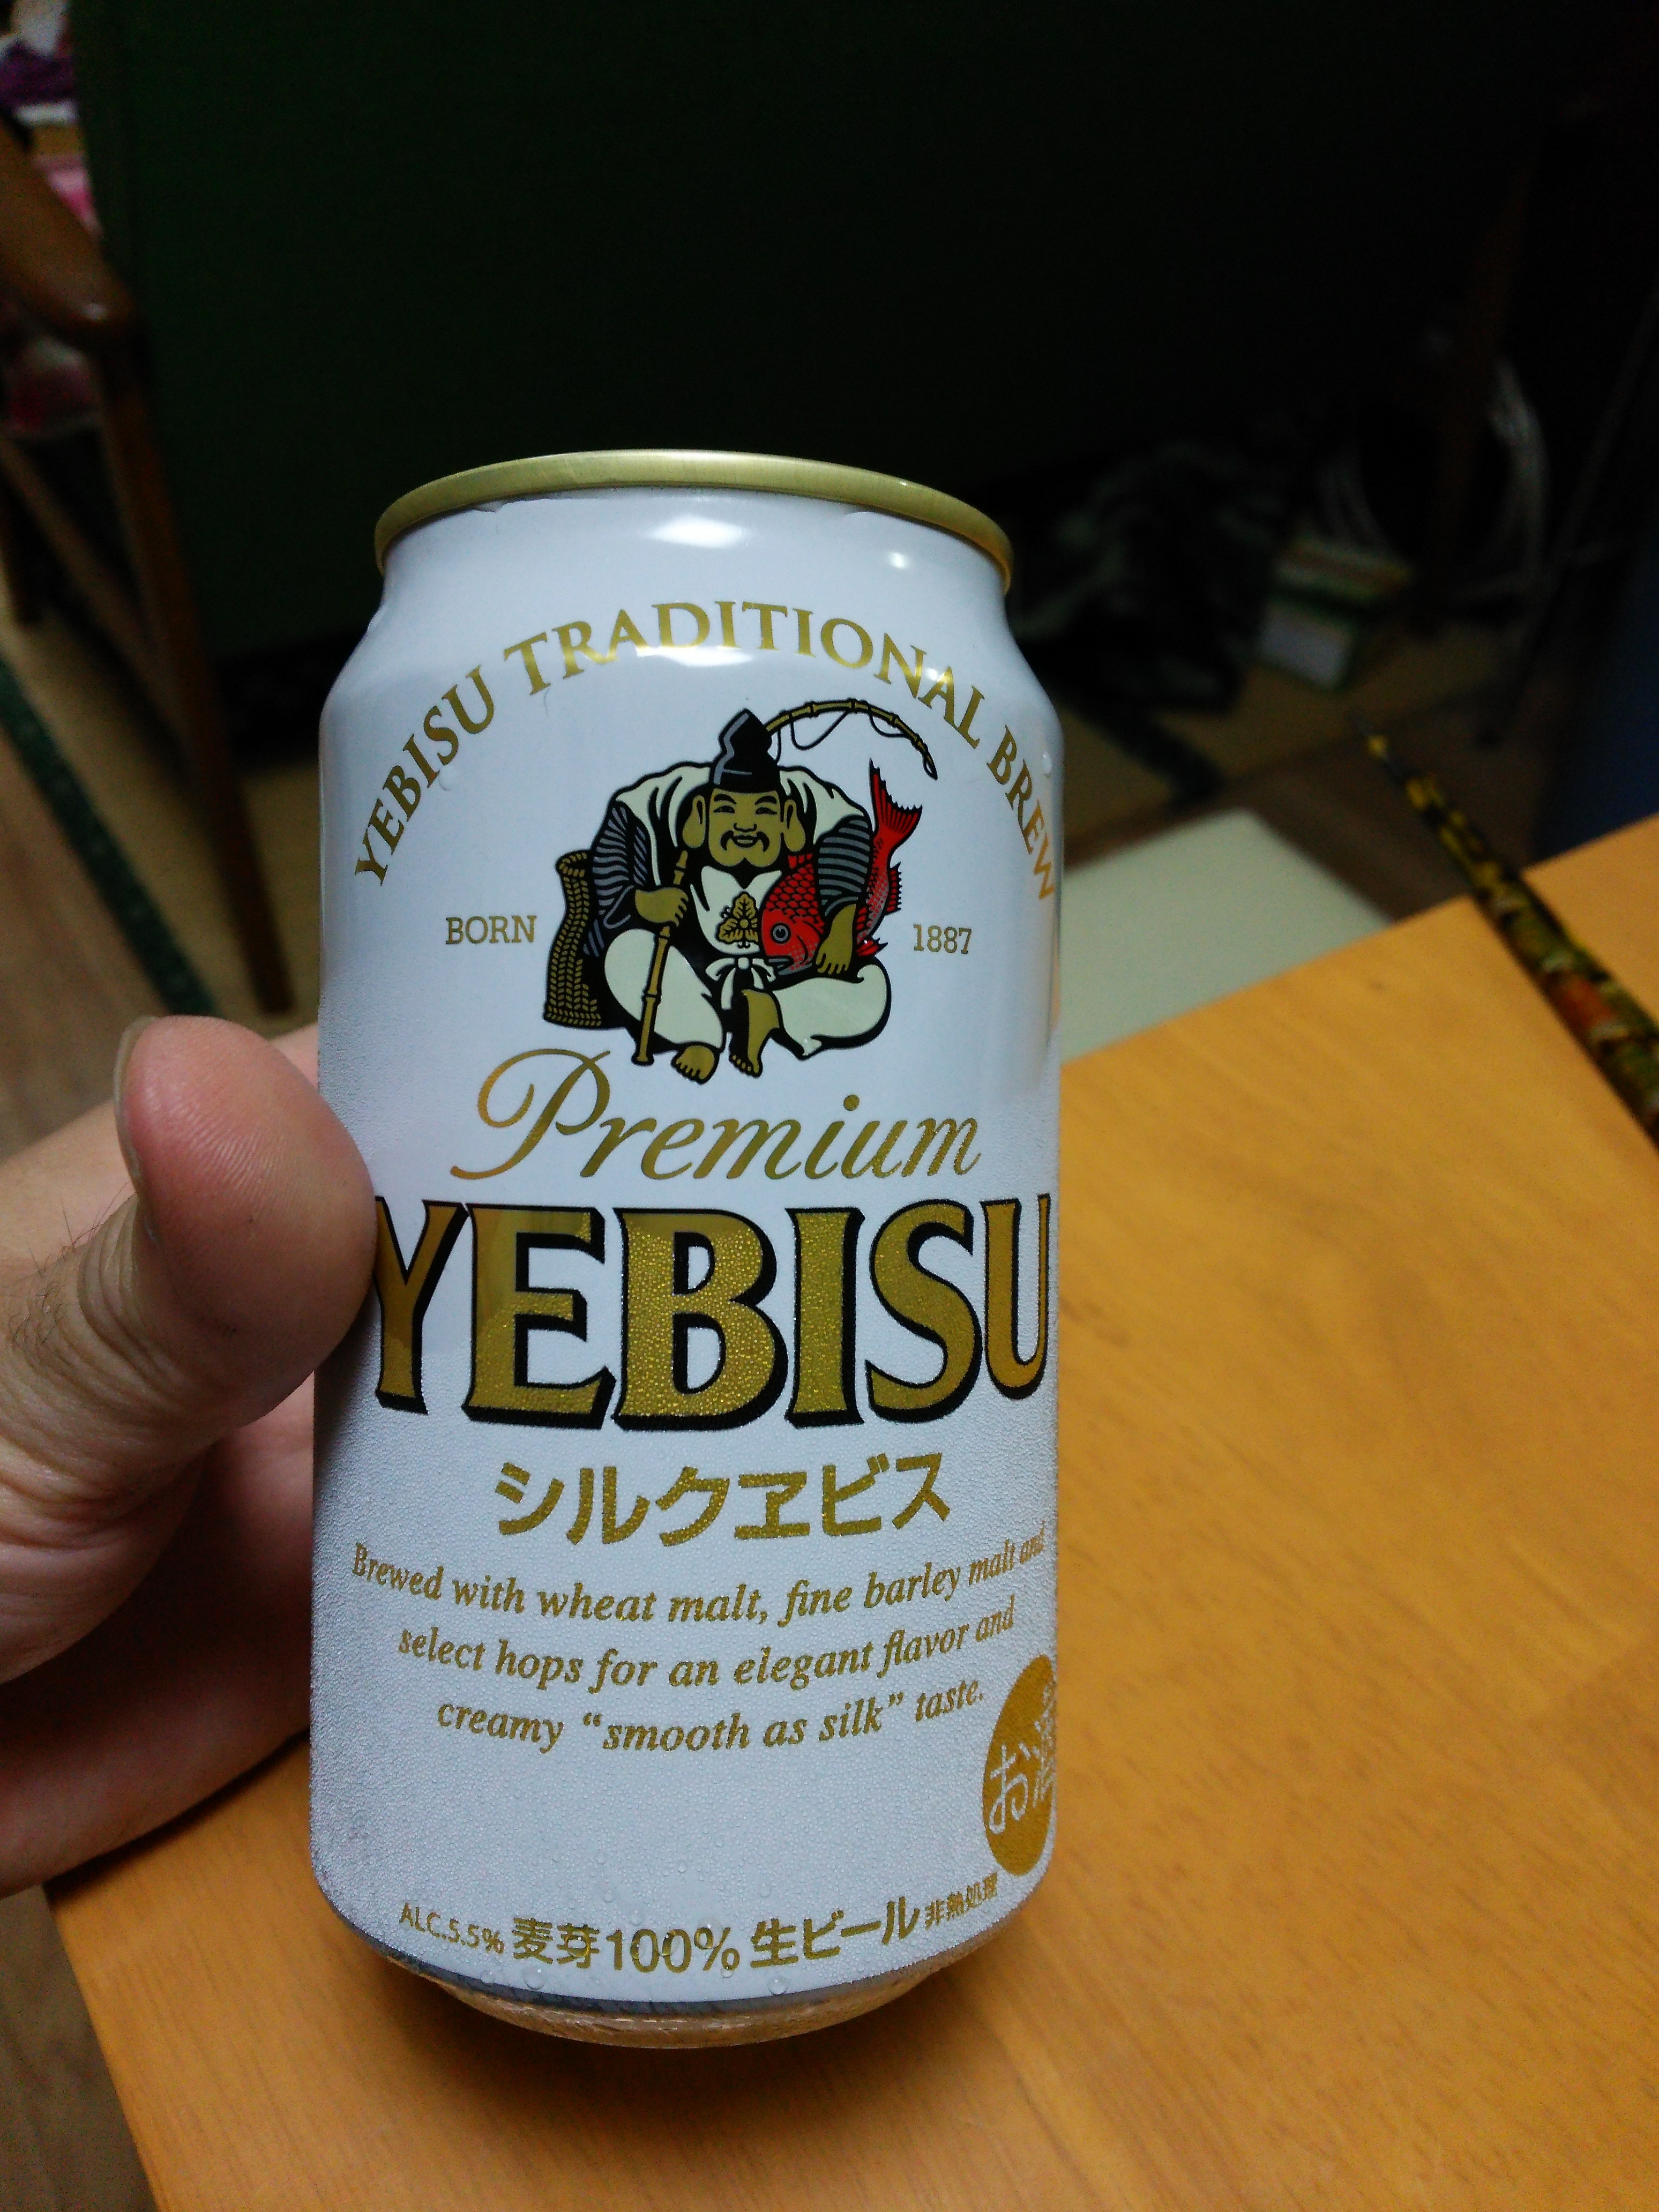 YEBISU TRADITIONAL BREW
BORN 1887
Premium
YEBISU
シルクヱビス
Brewed with wheat malt, fine barley malt and
select hops for an elegant flavor and
creamy “smooth as silk” taste.
お酒
ALC.5.5% 麦芽100% 生ビール 非熱処理